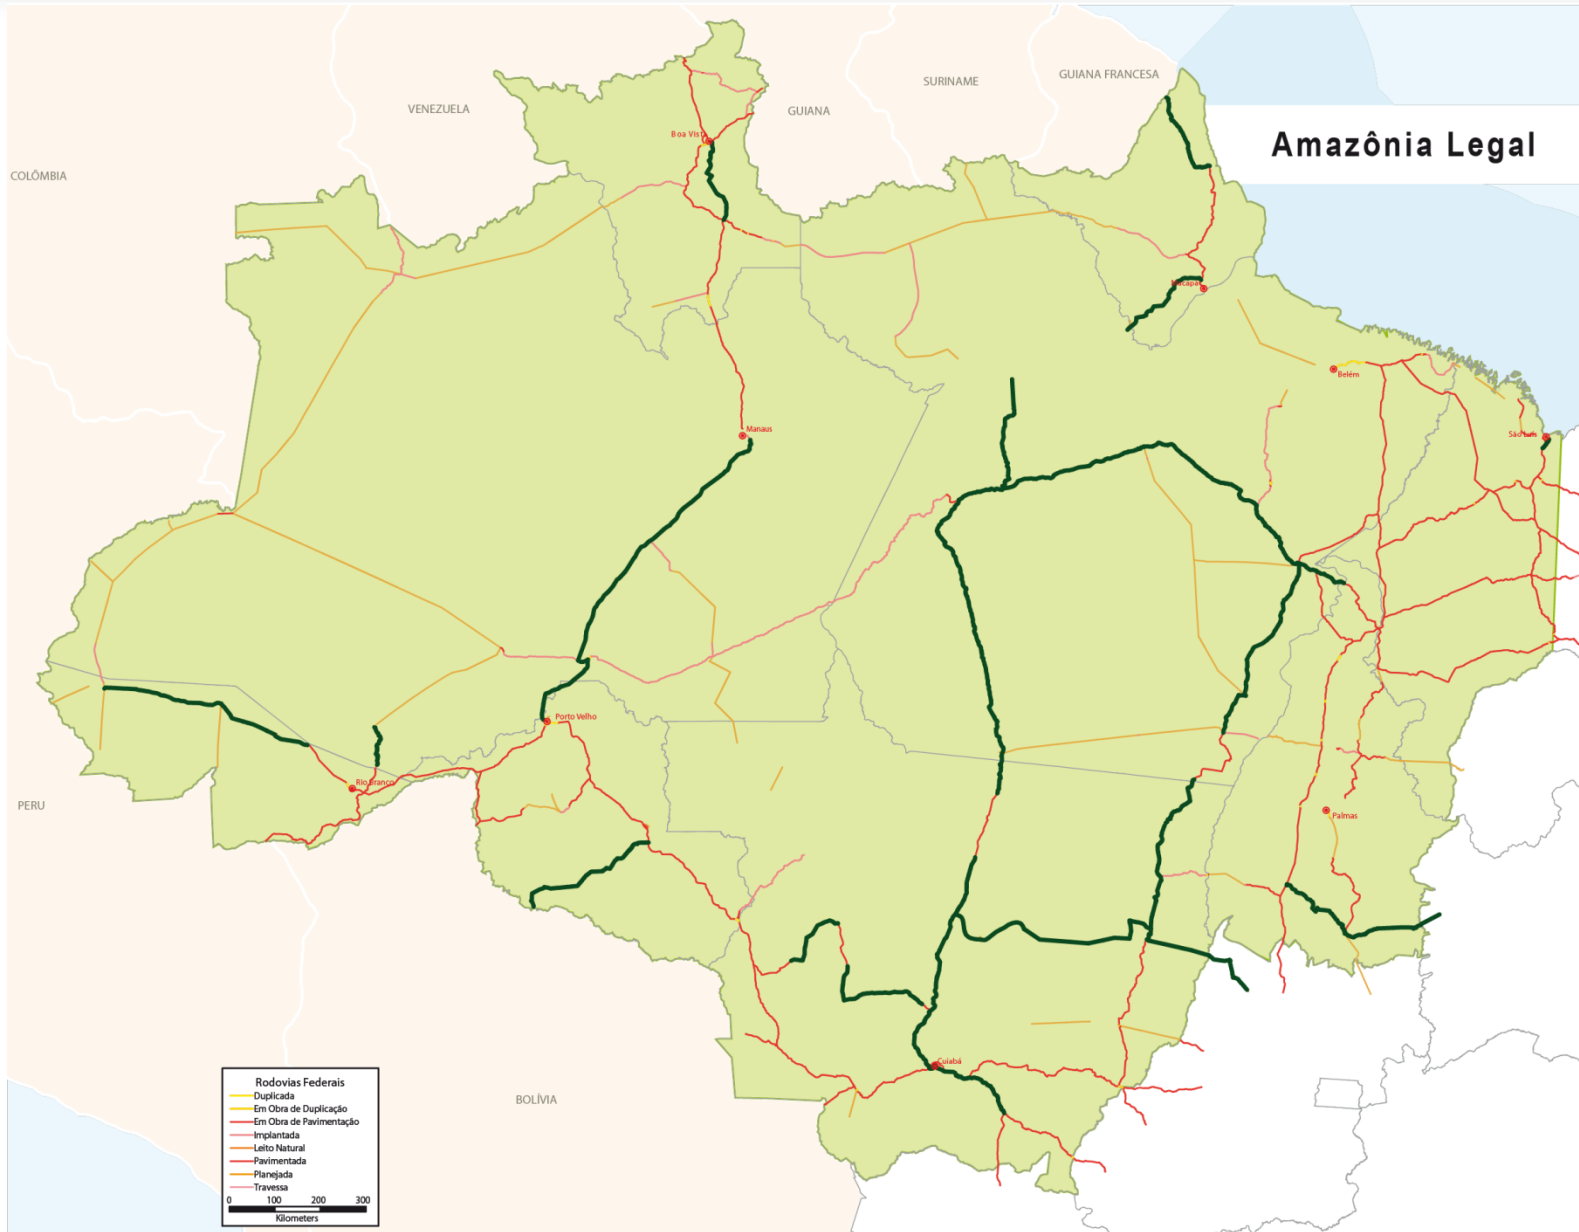 GUIANA FRANCESA
SURINAME
VENEZUELA
GUIANA
Boa Vist
Amazônia Legal
COLÔMBIA
Macapá
Belém
Manaus
São Luís
Porto Velho
Rio Branco
PERU
Palmas
Cuiabá
BOLÍVIA
Rodovias Federais
Duplicada
Em Obra de Duplicação
Em Obra de Pavimentação
Implantada
Leito Natural
Pavimentada
Planejada
Travessa
0 100 200 300
Kilometers